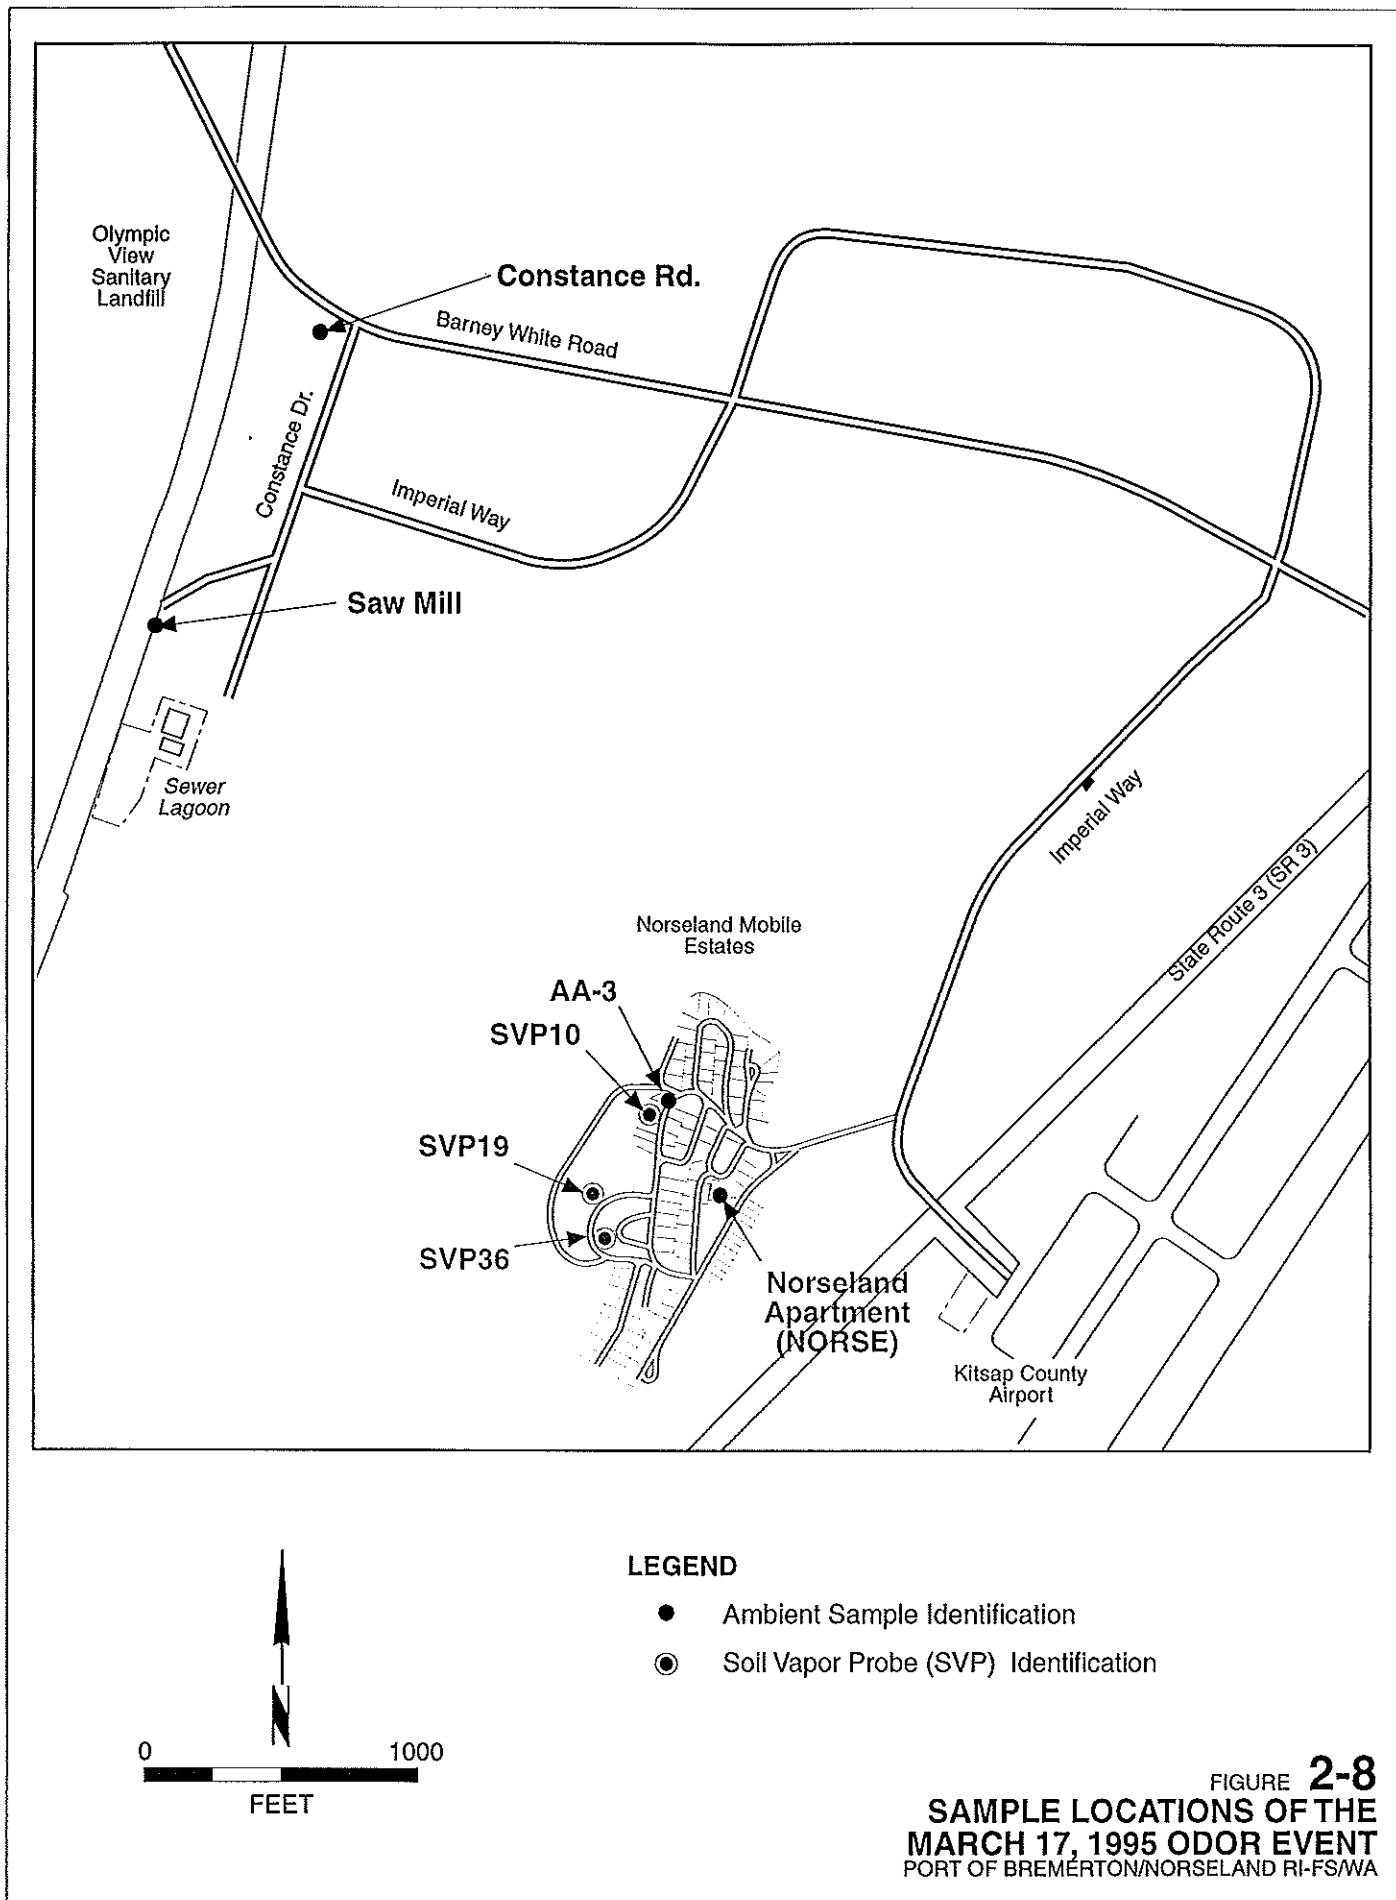 Olympic
View
Sanitary
Landfill
Constance Rd.
Barney White Road
Constance Dr.
Imperial Way
Saw Mill
Sewer
Lagoon
Imperial Way
State Route 3 (SR 3)
Norseland Mobile
Estates
AA-3
SVP10
SVP19
SVP36
Norseland
Apartment
(NORSE)
Kitsap County
Airport
LEGEND
Ambient Sample Identification
Soil Vapor Probe (SVP) Identification
N
0 1000
FEET
FIGURE 2-8
SAMPLE LOCATIONS OF THE
MARCH 17, 1995 ODOR EVENT
PORT OF BREMERTON/NORSELAND RI-FS/WA